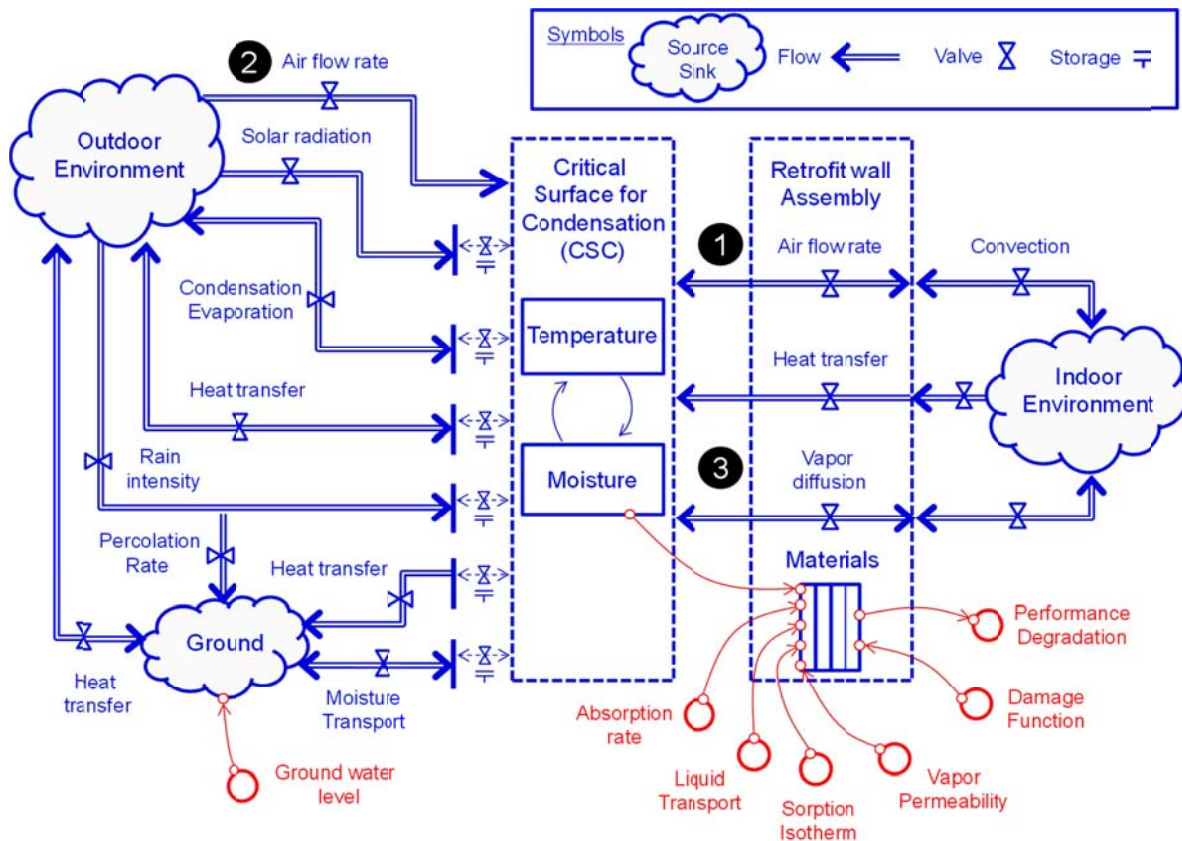 Symbols
Source
Sink
Flow
Valve
Storage
2
Air flow rate
Outdoor
Environment
Solar radiation
Condensation
Evaporation
Heat transfer
Rain
intensity
Percolation
Rate
Heat transfer
Ground
Heat
transfer
Moisture
Transport
Ground water
level
Critical
Surface for
Condensation
(CSC)
Temperature
Moisture
Retrofit wall
Assembly
1
Air flow rate
Convection
Heat transfer
Indoor
Environment
3
Vapor
diffusion
Materials
Performance
Degradation
Damage
Function
Absorption
rate
Liquid
Transport
Sorption
Isotherm
Vapor
Permeability